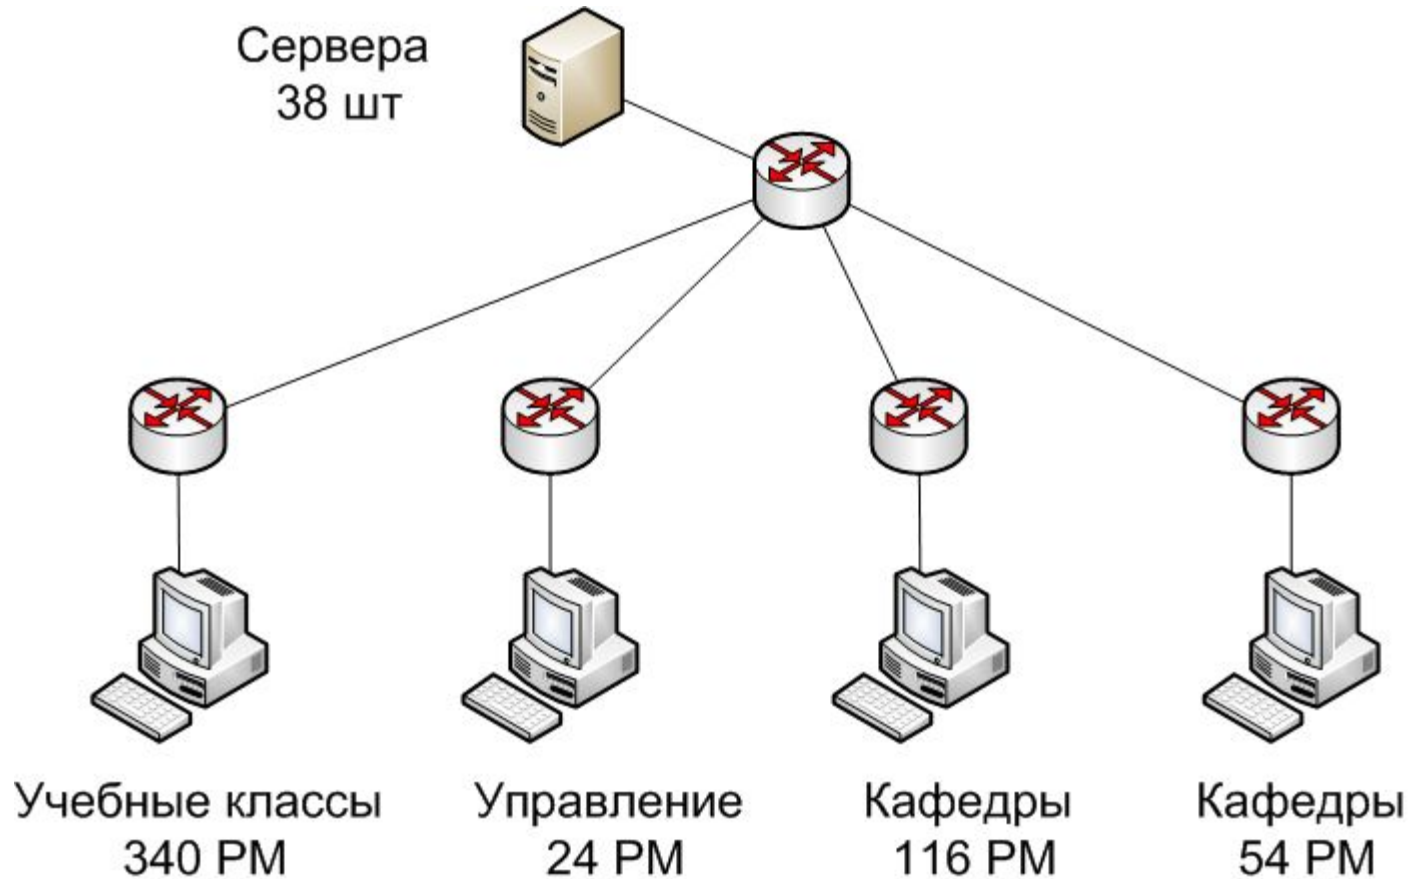 Сервера
38 шт
Учебные классы
340 РМ
Управление
24 РМ
Кафедры
116 РМ
Кафедры
54 РМ